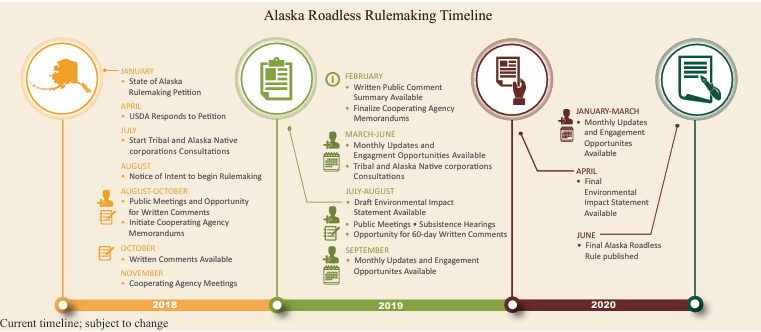 Alaska Roadless Rulemaking Timeline
JANUARY
• State of Alaska
Rulemaking Petition
APRIL
• USDA Responds to Petition
JULY
• Start Tribal and Alaska Native
corporations Consultations
AUGUST
• Notice of Intent to begin Rulemaking
AUGUST-OCTOBER
• Public Meetings and Opportunity
for Written Comments
• Initiate Cooperating Agency
Memorandums
OCTOBER
• Written Comments Available
NOVEMBER
• Cooperating Agency Meetings
FEBRUARY
• Written Public Comment
Summary Available
• Finalize Cooperating Agency
Memorandums
MARCH-JUNE
• Monthly Updates and
Engagment Opportunities Available
• Tribal and Alaska Native corporations
Consultations
JULY-AUGUST
• Draft Environmental Impact
Statement Available
• Public Meetings • Subsistence Hearings
• Opportunity for 60-day Written Comments
SEPTEMBER
• Monthly Updates and Engagement
Opportunites Available
JANUARY-MARCH
• Monthly Updates
and Engagement
Opportunites
Available
APRIL
• Final
Environmental
Impact Statement
Available
JUNE
• Final Alaska Roadless
Rule published
2018
2019
2020
Current timeline; subject to change